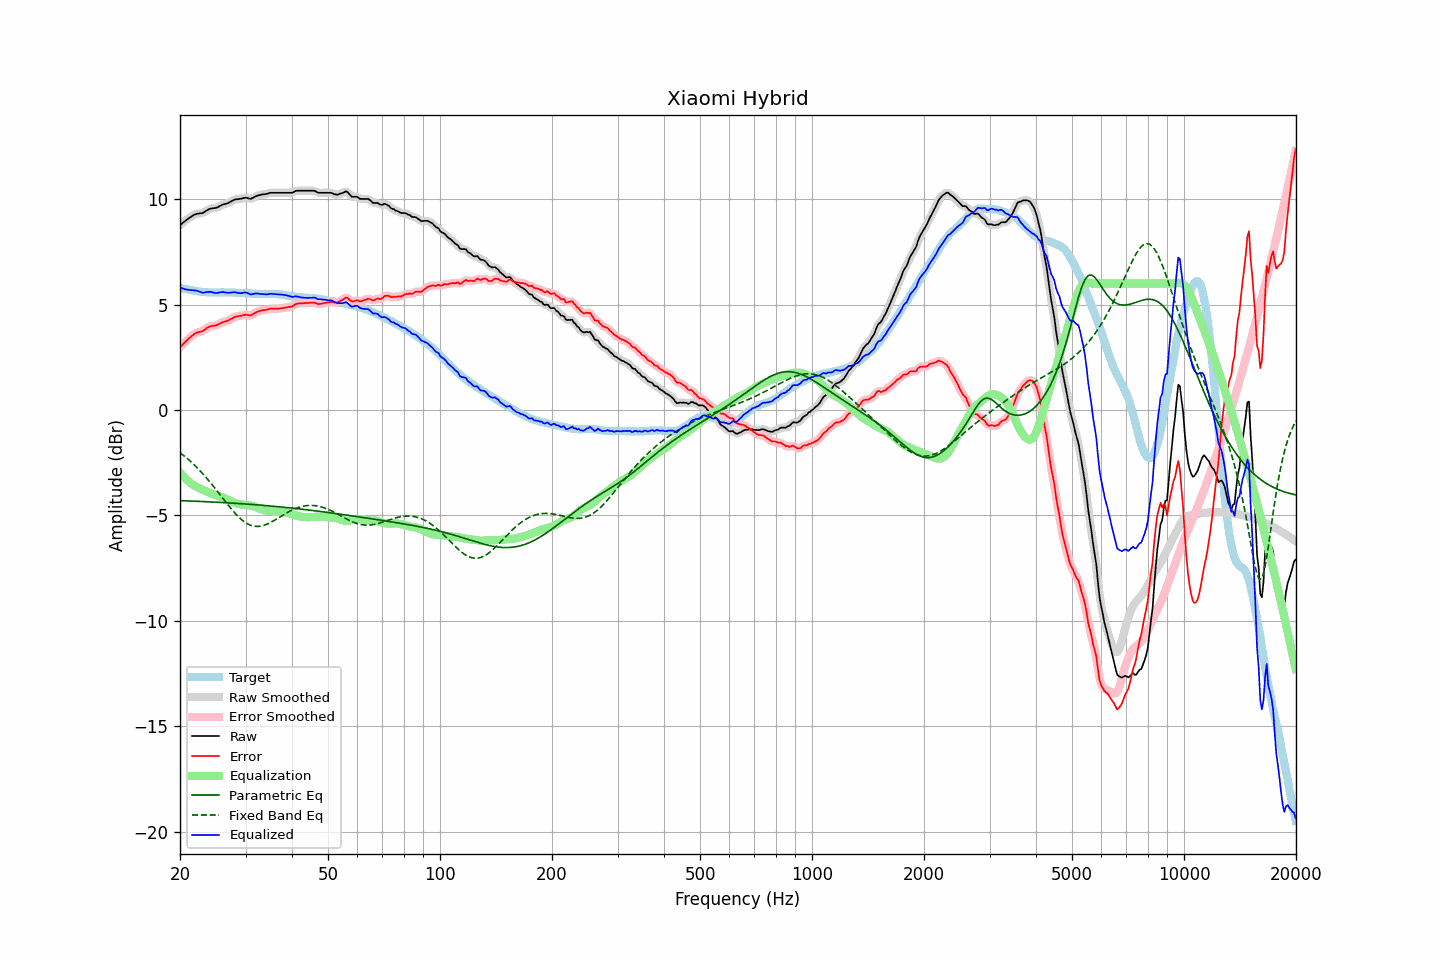 Xiaomi Hybrid
Amplitude (dBr)
10
5
0
−5
−10
−15
−20
Target
Raw Smoothed
Error Smoothed
Raw
Error
Equalization
Parametric Eq
Fixed Band Eq
Equalized
20 50 100 200 500 1000 2000 5000 10000 20000
Frequency (Hz)